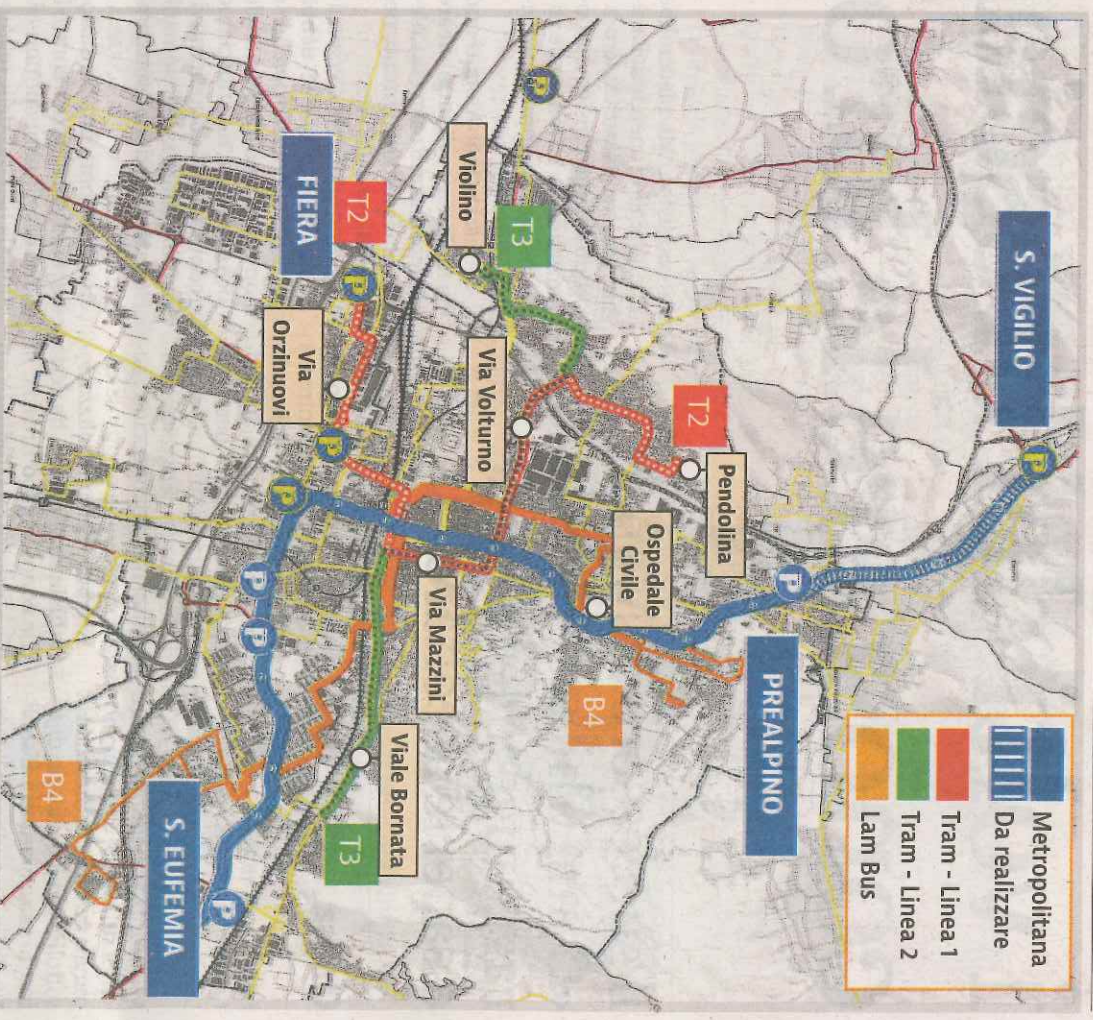 S. VIGILIO
Metropolitana
Da realizzare
Tram - Linea 1
Tram - Linea 2
Lam Bus
P
PREALPINO
P
T2
Pendolina
Ospedale
Civile
B4
T3
Violino
P
Via Volturno
Via Mazzini
Viale Bornata
T3
T2
FIERA
P
Via
Orzinuovi
P
P
P
P
P
S. EUFEMIA
B4